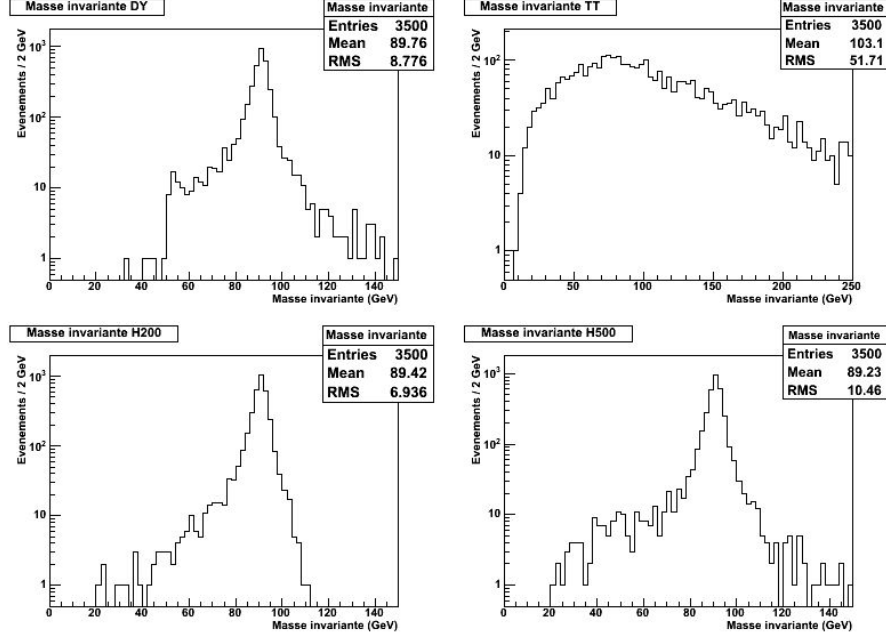 Masse invariante DY
Masse invariante
Entries 3500
Mean 89.76
RMS 8.776
Evenements / 2 GeV
10³
10²
10
1
0 20 40 60 80 100 120 140
Masse invariante (GeV)
Masse invariante TT
Masse invariante
Entries 3500
Mean 103.1
RMS 51.71
Evenements / 2 GeV
10²
10
1
0 50 100 150 200 250
Masse invariante (GeV)
Masse invariante H200
Masse invariante
Entries 3500
Mean 89.42
RMS 6.936
Evenements / 2 GeV
10³
10²
10
1
0 20 40 60 80 100 120 140
Masse invariante (GeV)
Masse invariante H500
Masse invariante
Entries 3500
Mean 89.23
RMS 10.46
Evenements / 2 GeV
10³
10²
10
1
0 20 40 60 80 100 120 140
Masse invariante (GeV)